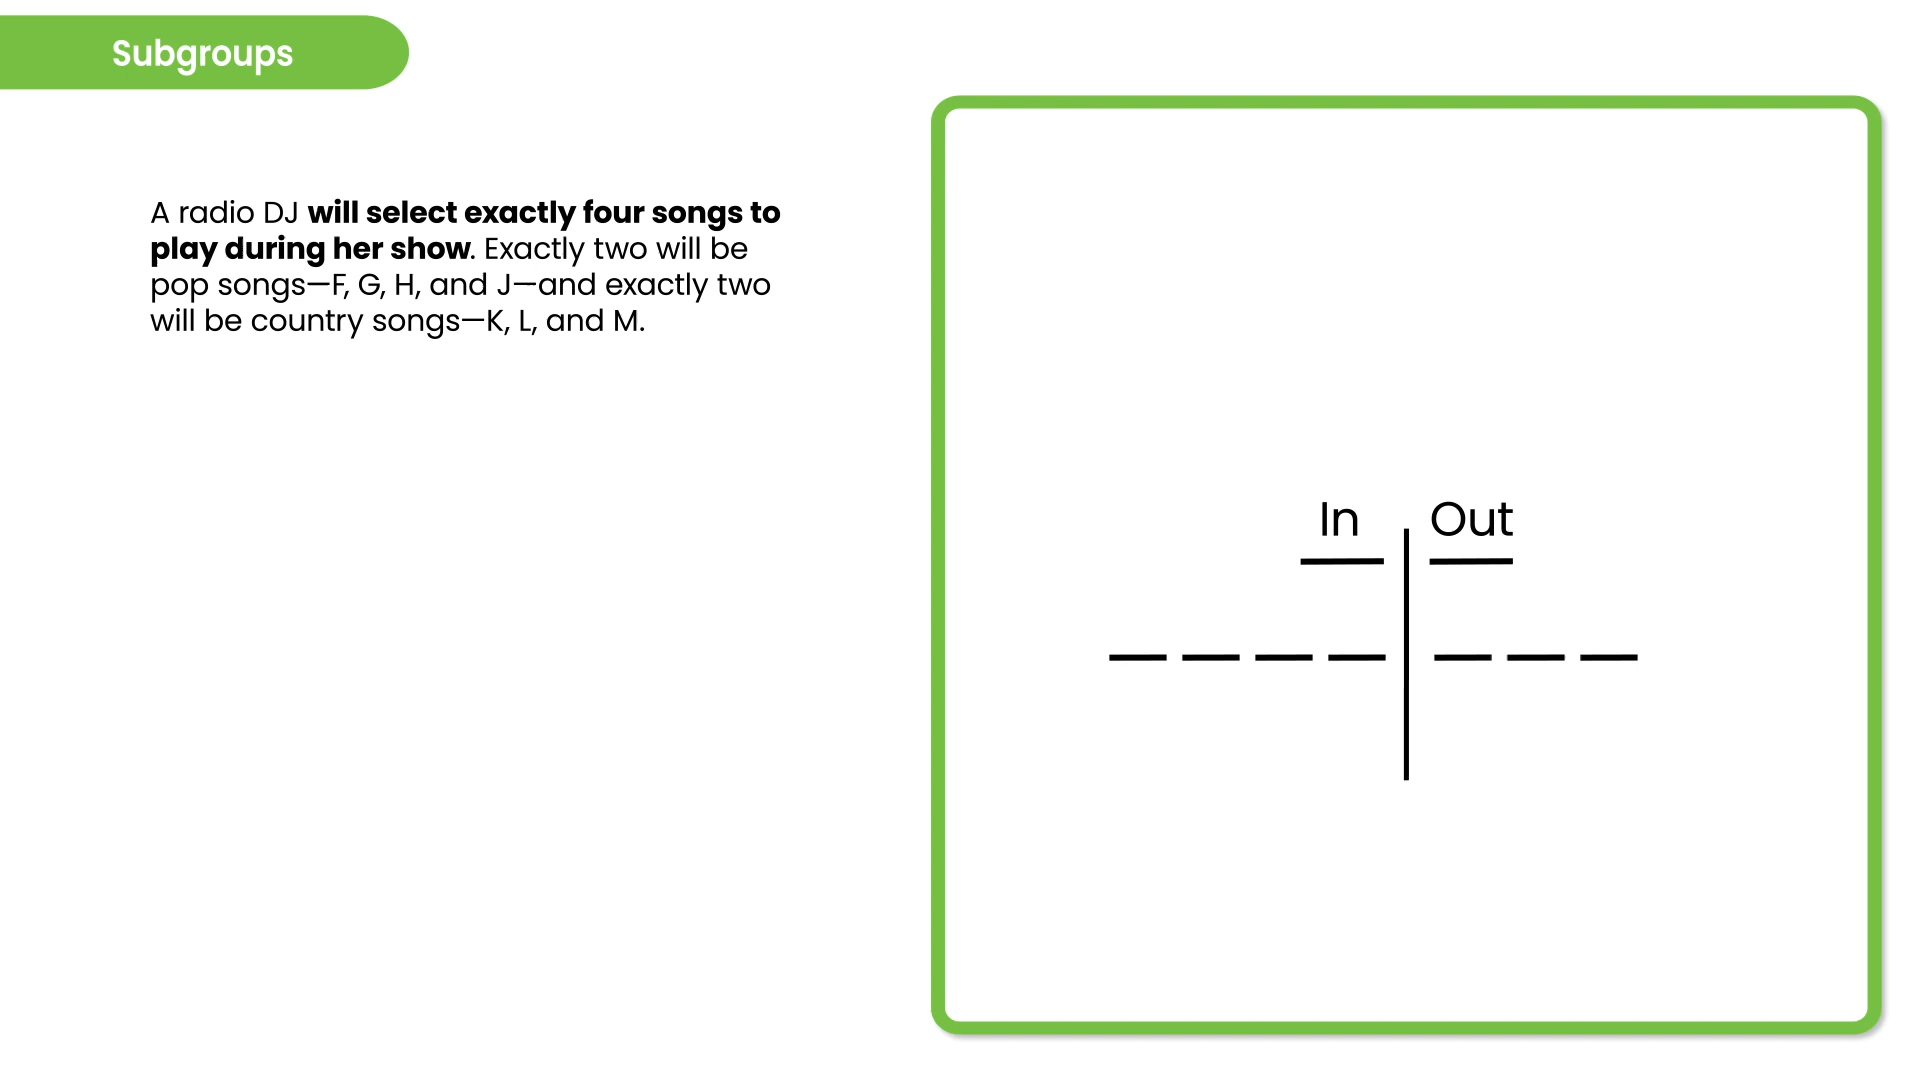 Subgroups
A radio DJ will select exactly four songs to
play during her show. Exactly two will be
pop songs—F, G, H, and J—and exactly two
will be country songs—K, L, and M.
In Out